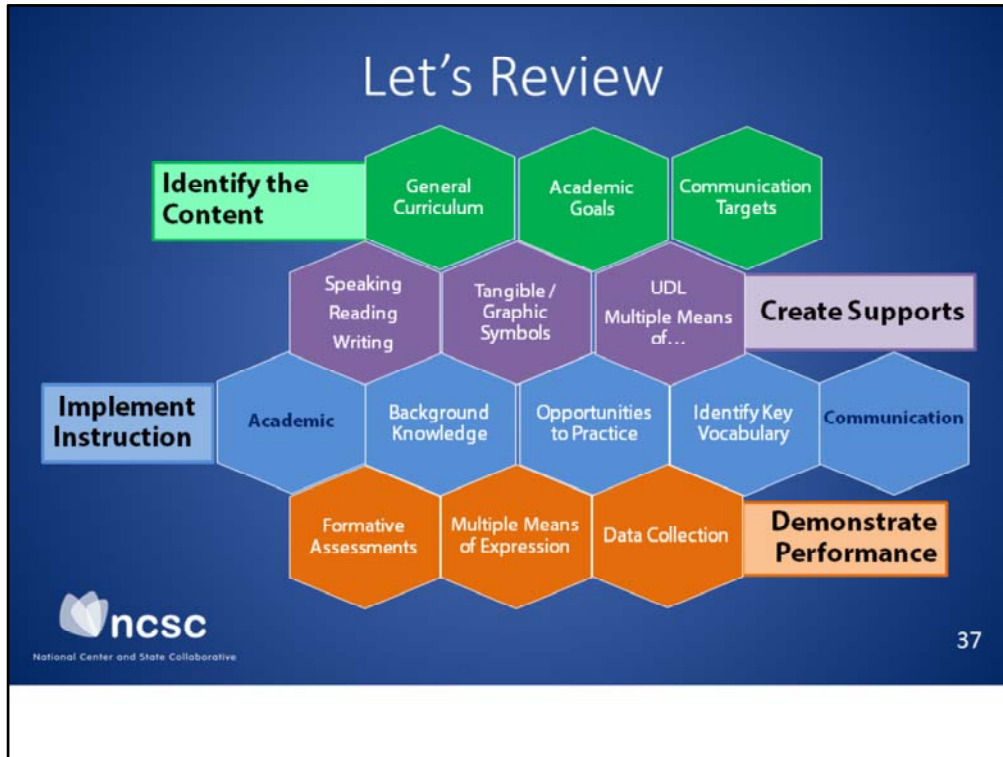 Let's Review
Identify the
Content
General
Curriculum
Academic
Goals
Communication
Targets
Speaking
Reading
Writing
Tangible /
Graphic
Symbols
UDL
Multiple Means
of...
Create Supports
Implement
Instruction
Academic
Background
Knowledge
Opportunities
to Practice
Identify Key
Vocabulary
Communication
Formative
Assessments
Multiple Means
of Expression
Data Collection
Demonstrate
Performance
ncsc
National Center and State Collaborative
37